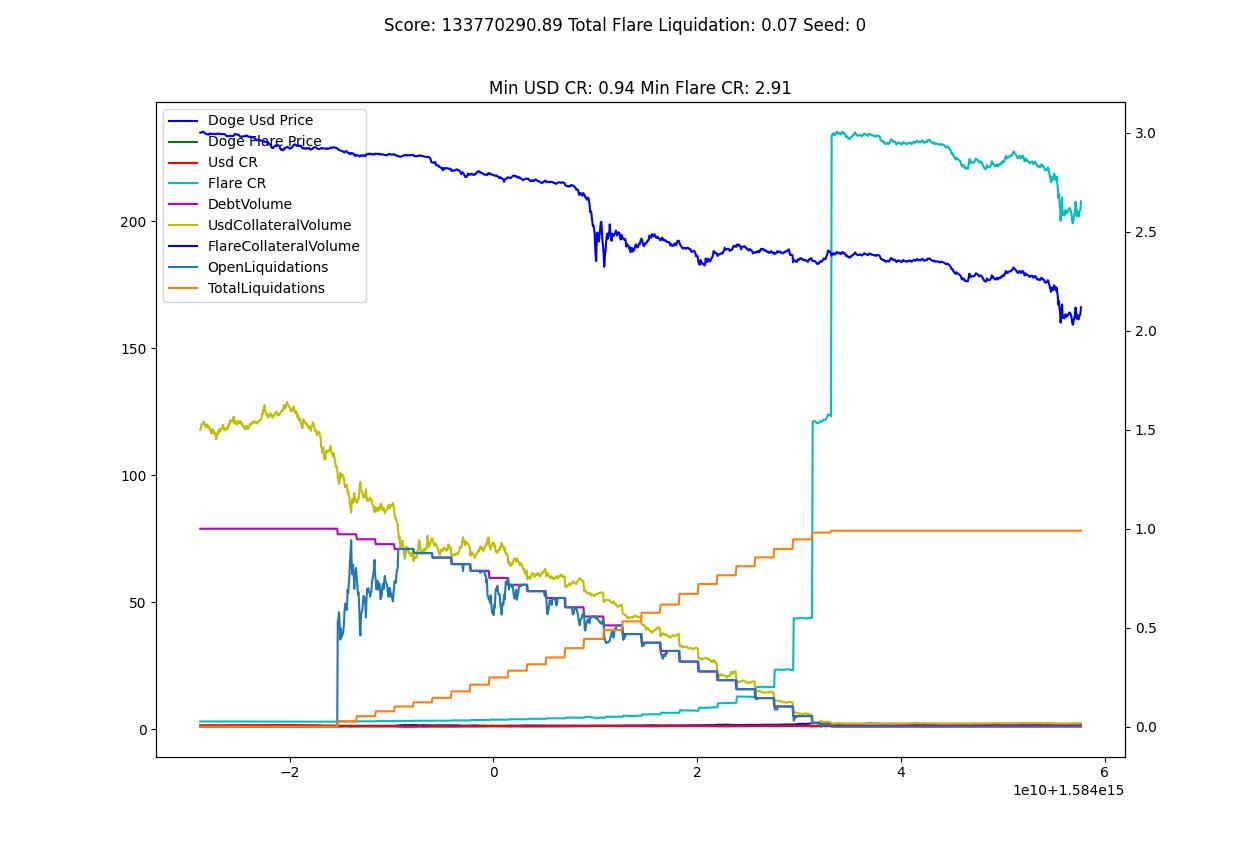 Score: 133770290.89 Total Flare Liquidation: 0.07 Seed: 0
Min USD CR: 0.94 Min Flare CR: 2.91
Doge Usd Price
Doge Flare Price
Usd CR
Flare CR
DebtVolume
UsdCollateralVolume
FlareCollateralVolume
OpenLiquidations
TotalLiquidations
200
150
100
50
0
3.0
2.5
2.0
1.5
1.0
0.5
0.0
−2 0 2 4 6
1e10+1.584e15